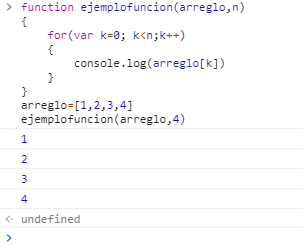 > function ejemplofuncion(arreglo,n)
{
    for(var k=0; k<n;k++)
    {
        console.log(arreglo[k])
    }
}
arreglo=[1,2,3,4]
ejemplofuncion(arreglo,4)
1
2
3
4
< undefined
>